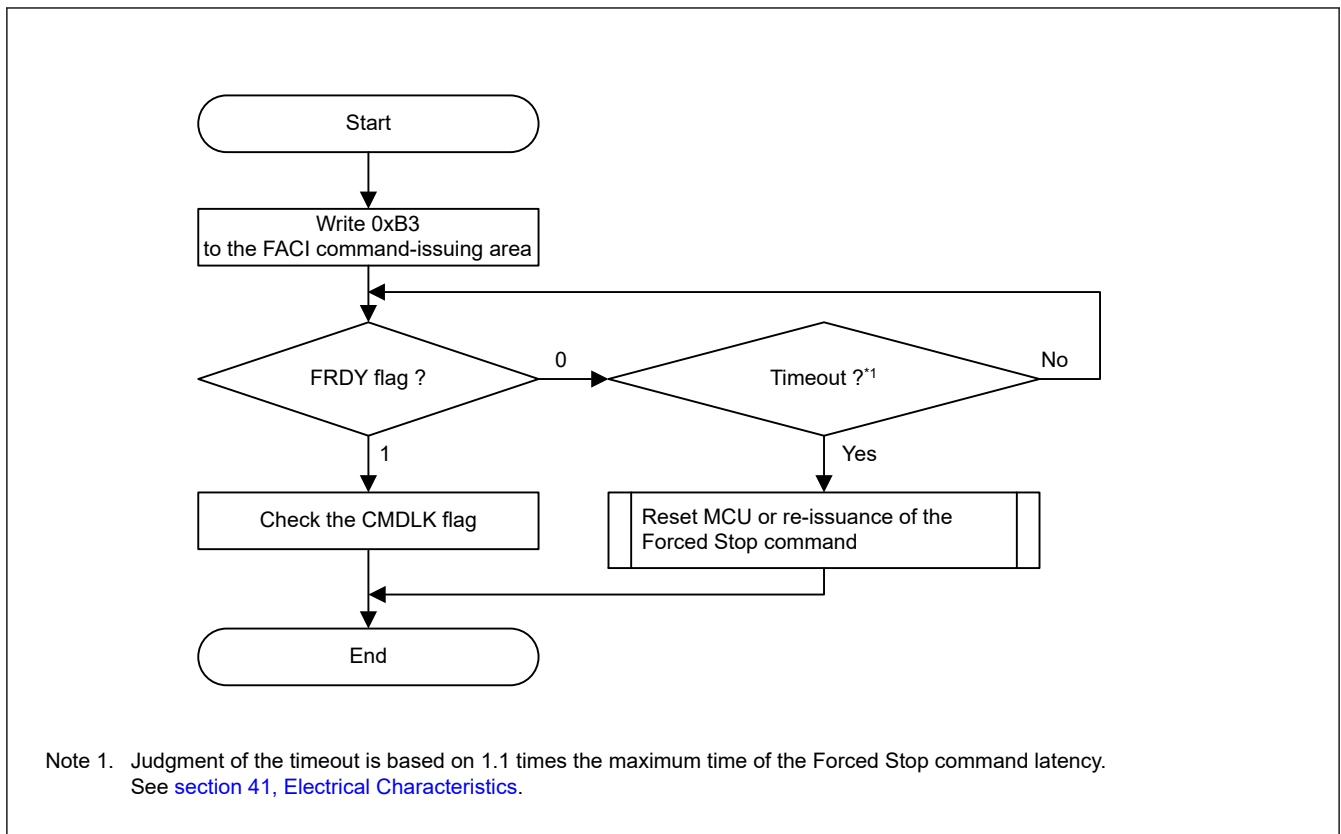 Start
Write 0xB3
to the FACI command-issuing area
FRDY flag ?
0
Timeout ?*1
No
1
Yes
Check the CMDLK flag
Reset MCU or re-issuance of the
Forced Stop command
End
Note 1. Judgment of the timeout is based on 1.1 times the maximum time of the Forced Stop command latency.
See section 41, Electrical Characteristics.